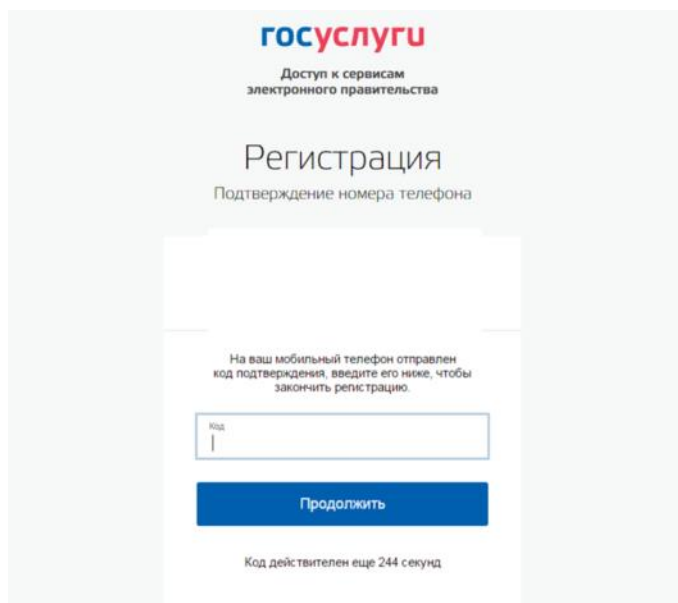 госуслуги
Доступ к сервисам
электронного правительства
Регистрация
Подтверждение номера телефона
На ваш мобильный телефон отправлен
код подтверждения, введите его ниже, чтобы
закончить регистрацию.
Код
Продолжить
Код действителен еще 244 секунд